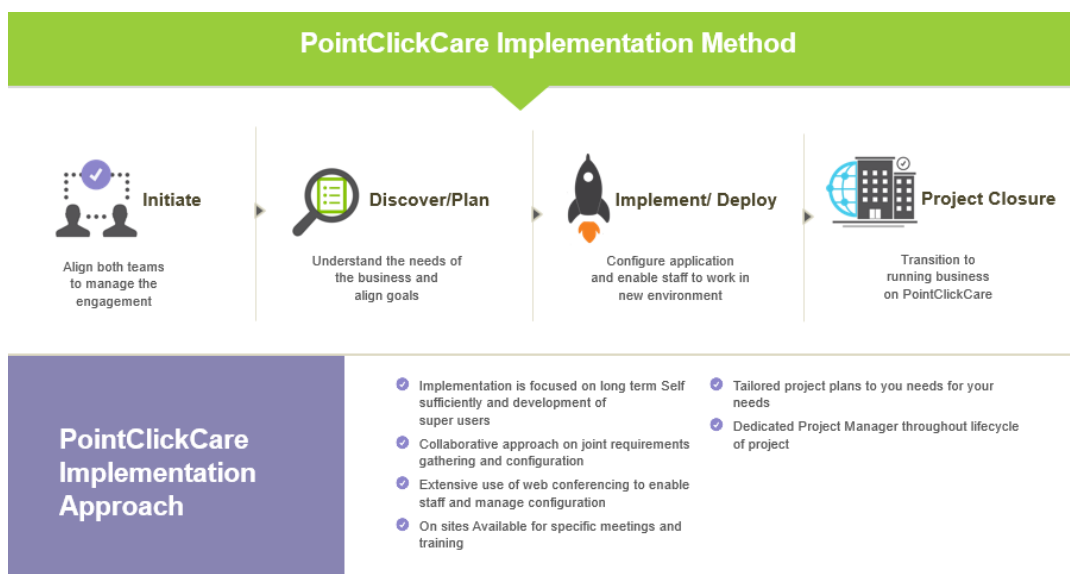 PointClickCare Implementation Method
Initiate
Align both teams
to manage the
engagement
Discover/Plan
Understand the needs of
the business and
align goals
Implement/ Deploy
Configure application
and enable staff to work in
new environment
Project Closure
Transition to
running business
on PointClickCare
PointClickCare
Implementation
Approach
Implementation is focused on long term Self
sufficiently and development of
super users
Collaborative approach on joint requirements
gathering and configuration
Extensive use of web conferencing to enable
staff and manage configuration
On sites Available for specific meetings and
training
Tailored project plans to you needs for your
needs
Dedicated Project Manager throughout lifecycle
of project